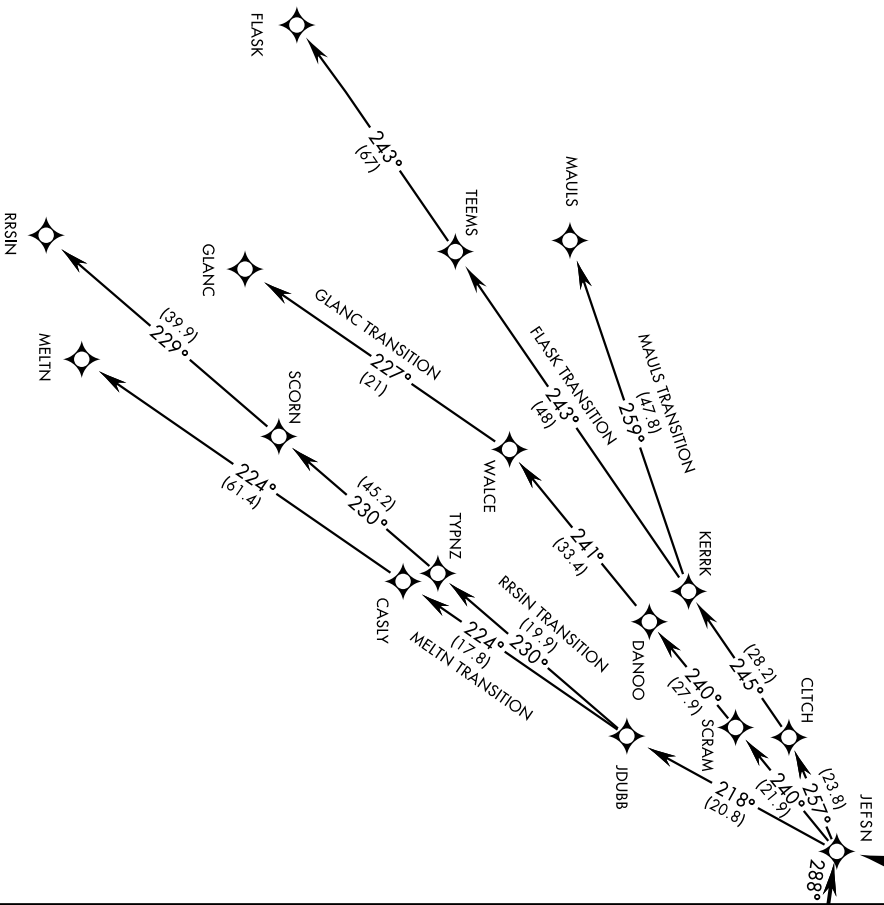 FLASK
243°
(67)
MAULS
TEEMS
RRSIN
GLANC
GLANC TRANSITION
227°
(21)
(39.9)
229°
MELTN
FLASK TRANSITION
243°
(48)
MAULS TRANSITION
(47.8)
259°
SCORN
WALCE
224°
(61.4)
(45.2)
230°
TYPNZ
241°
(33.4)
KERRK
CASLY
RRSIN TRANSITION
(19.9)
230°
224°
(17.8)
MELTN TRANSITION
DANOO
(28.2)
245°
240°
(27.9)
SCRAM
CLTCH
JDUBB
218°
(20.8)
240°
(21.9)
(23.8)
257°
JEFSN
288°